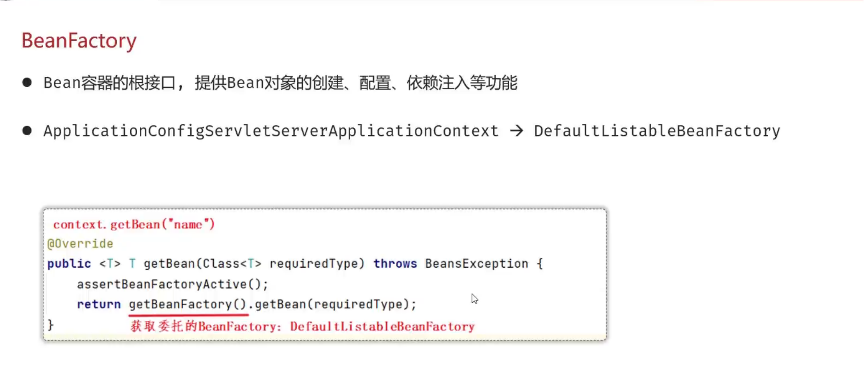 BeanFactory
● Bean容器的根接口, 提供Bean对象的创建、配置、依赖注入等功能
● ApplicationConfigServletServerApplicationContext → DefaultListableBeanFactory
context.getBean("name")
@Override
public <T> T getBean(Class<T> requiredType) throws BeansException {
assertBeanFactoryActive();
return getBeanFactory().getBean(requiredType);
}
获取委托的BeanFactory: DefaultListableBeanFactory